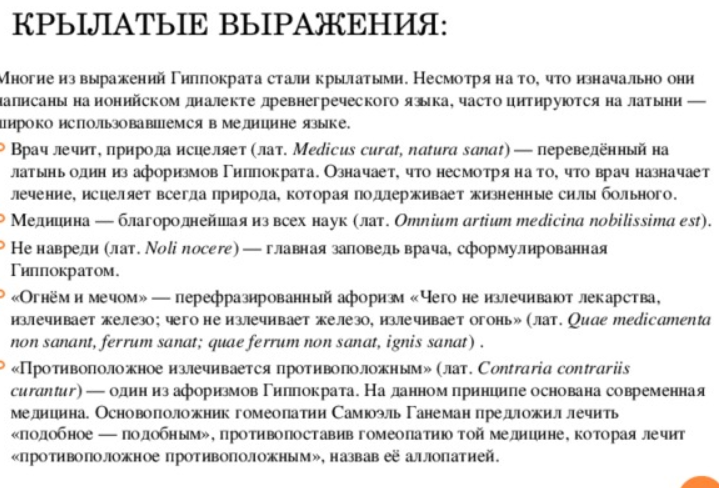 КРЫЛАТЫЕ ВЫРАЖЕНИЯ:
Многие из выражений Гиппократа стали крылатыми. Несмотря на то, что изначально они
написаны на ионийском диалекте древнегреческого языка, часто цитируются на латыни —
широко использовавшемся в медицине языке.
Врач лечит, природа исцеляет (лат. Medicus curat, natura sanat) — переведённый на
латынь один из афоризмов Гиппократа. Означает, что несмотря на то, что врач назначает
лечение, исцеляет всегда природа, которая поддерживает жизненные силы больного.
Медицина — благороднейшая из всех наук (лат. Omnium artium medicina nobilissima est).
Не навреди (лат. Noli nocere) — главная заповедь врача, сформулированная
Гиппократом.
«Огнём и мечом» — перефразированный афоризм «Чего не излечивают лекарства,
излечивает железо; чего не излечивает железо, излечивает огонь» (лат. Quae medicamenta
non sanant, ferrum sanat; quae ferrum non sanat, ignis sanat) .
«Противоположное излечивается противоположным» (лат. Contraria contrariis
curantur) — один из афоризмов Гиппократа. На данном принципе основана современная
медицина. Основоположник гомеопатии Самюэль Ганеман предложил лечить
«подобное — подобным», противопоставив гомеопатию той медицине, которая лечит
«противоположное противоположным», назвав её аллопатией.